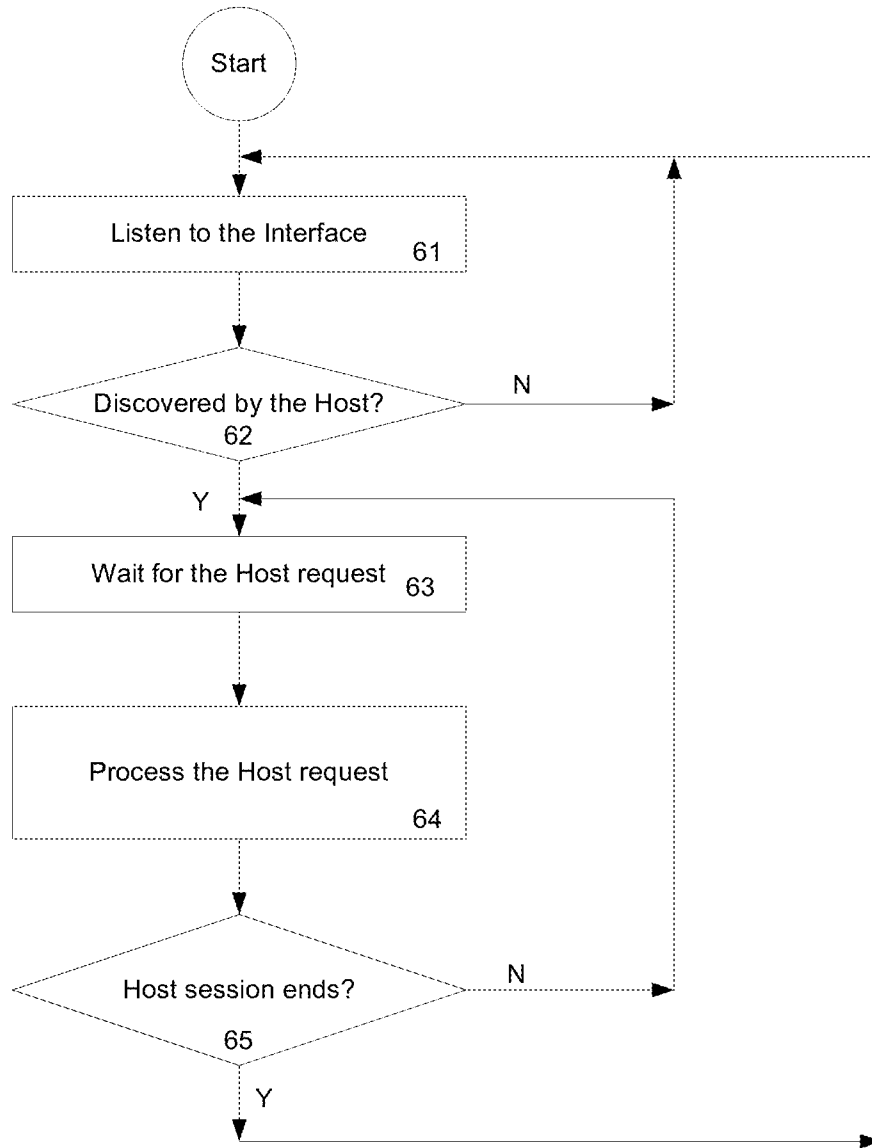 Start
Listen to the Interface
61
Discovered by the Host?
N
62
Y
Wait for the Host request
63
Process the Host request
64
Host session ends?
N
65
Y